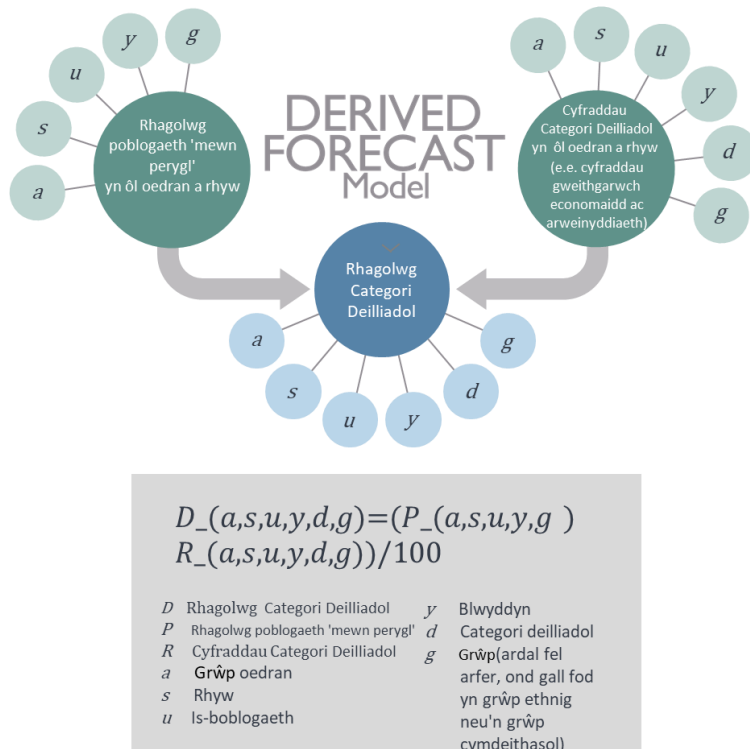 g
y
u
s
a
Rhagolwg
poblogaeth 'mewn
perygl'
yn ôl oedran a rhyw
DERIVED
FORECAST
Model
a
s
u
y
d
g
Cyfraddau
Categori Deilliadol
yn ôl oedran a rhyw
(e.e. cyfraddau
gweithgarwch
economaidd ac
arweinyddiaeth)
Rhagolwg
Categori
Deilliadol
a
s
u
y
d
g
D_(a,s,u,y,d,g)=(P_(a,s,u,y,g )
R_(a,s,u,y,d,g))/100
D Rhagolwg Categori Deilliadol
P Rhagolwg poblogaeth 'mewn perygl'
R Cyfraddau Categori Deilliadol
a Grŵp oedran
s Rhyw
u Is-boblogaeth
y Blwyddyn
d Categori deilliadol
g Grŵp(ardal fel
arfer, ond gall fod
yn grŵp ethnig
neu'n grŵp
cymdeithasol)